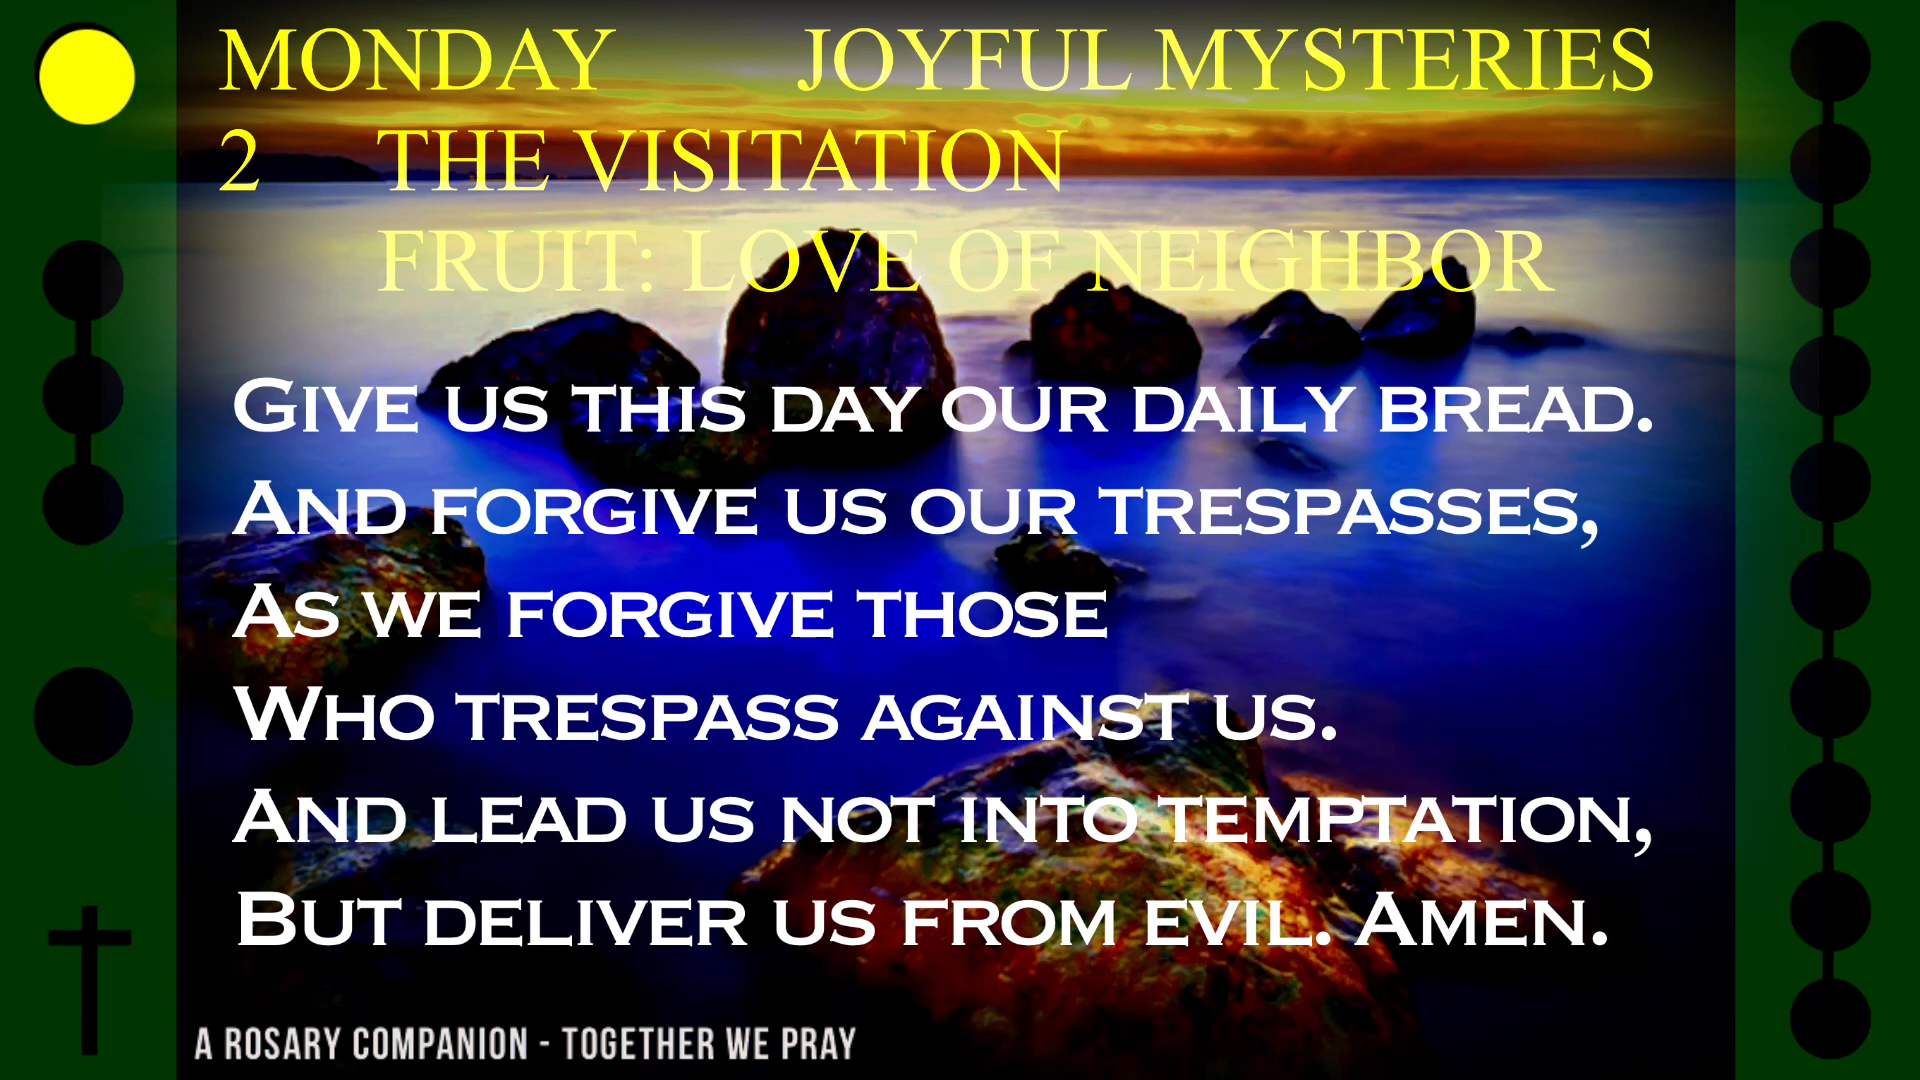 MONDAY JOYFUL MYSTERIES
2 THE VISITATION
FRUIT: LOVE OF NEIGHBOR
Give us this day our daily bread.
And forgive us our trespasses,
As we forgive those
Who trespass against us.
And lead us not into temptation,
But deliver us from evil. Amen.
A ROSARY COMPANION - TOGETHER WE PRAY